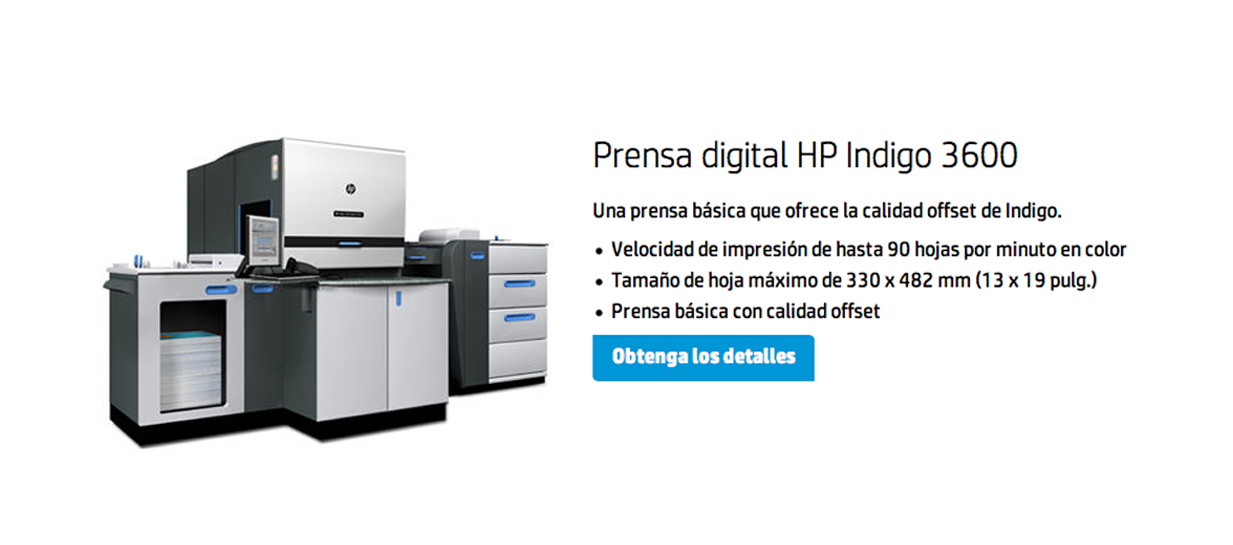 hp
Prensa digital HP Indigo 3600
Una prensa básica que ofrece la calidad offset de Indigo.
• Velocidad de impresión de hasta 90 hojas por minuto en color
• Tamaño de hoja máximo de 330 x 482 mm (13 x 19 pulg.)
• Prensa básica con calidad offset
Obtenga los detalles